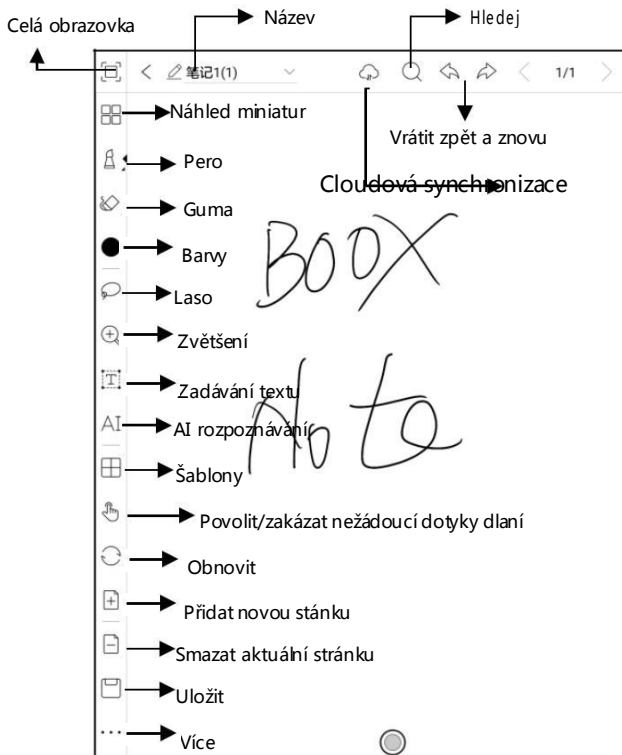 Celá obrazovka
Název
Hledej
笔记1(1)
1/1
Náhled miniatur
Vrátit zpět a znovu
Pero
Cloudová synchronizace
Guma
Barvy
BOOX
Laso
Zvětšení
T
Zadávání textu
Note
AI
AI rozpoznávání
Šablony
Povolit/zakázat nežádoucí dotyky dlaní
Obnovit
Přidat novou stánku
Smazat aktuální stránku
Uložit
Více